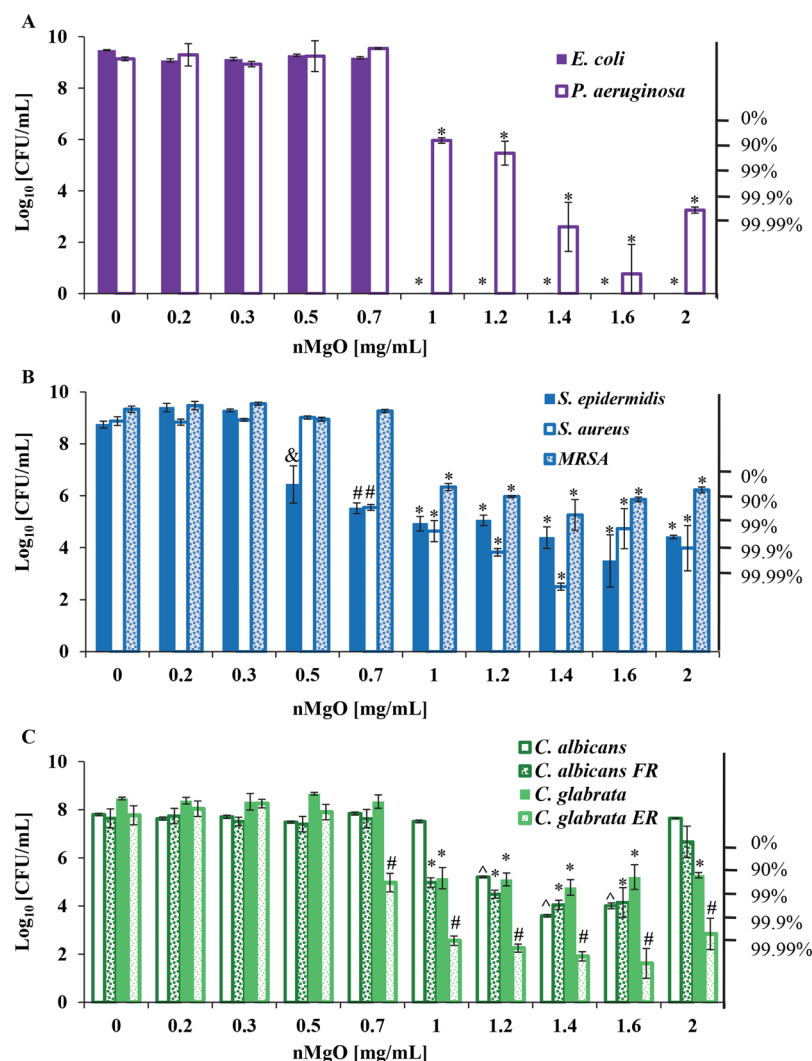 A
10
8
6
4
2
0
Log10 [CFU/mL]
E. coli
P. aeruginosa
0%
90%
99%
99.9%
99.99%
* * * * * * * * * *
0 0.2 0.3 0.5 0.7 1 1.2 1.4 1.6 2
nMgO [mg/mL]
B
10
8
6
4
2
0
Log10 [CFU/mL]
S. epidermidis
S. aureus
MRSA
0%
90%
99%
99.9%
99.99%
& # # * * * * * * * * * * * * * * *
0 0.2 0.3 0.5 0.7 1 1.2 1.4 1.6 2
nMgO [mg/mL]
C
10
8
6
4
2
0
Log10 [CFU/mL]
C. albicans
C. albicans FR
C. glabrata
C. glabrata ER
0%
90%
99%
99.9%
99.99%
# * * # ^ * * # ^ * * # ^ * * # * #
0 0.2 0.3 0.5 0.7 1 1.2 1.4 1.6 2
nMgO [mg/mL]